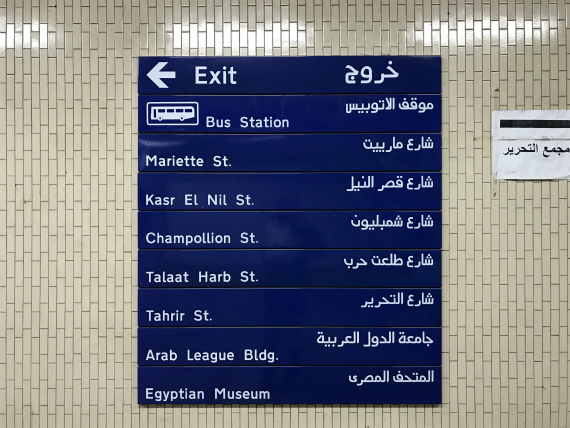 Exit خروج
موقف الاتوبيس
Bus Station
شارع مارييت
Mariette St.
شارع قصر النيل
Kasr El Nil St.
شارع شمبليون
Champollion St.
شارع طلعت حرب
Talaat Harb St.
شارع التحرير
Tahrir St.
جامعة الدول العربية
Arab League Bldg.
المتحف المصرى
Egyptian Museum
مجمع التحرير